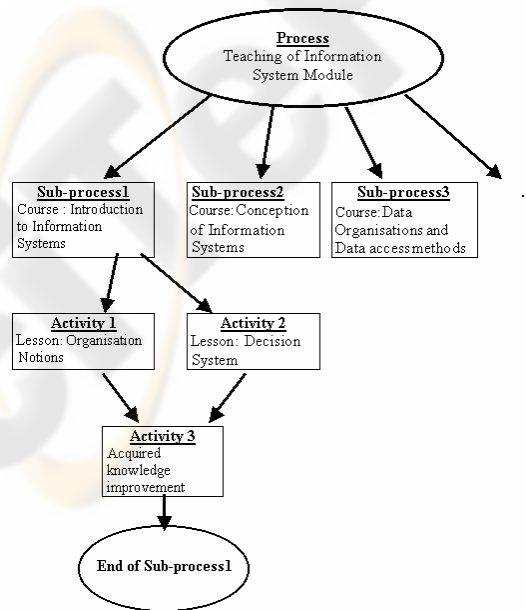 Process
Teaching of Information
System Module
Sub-process1
Course : Introduction
to Information
Systems
Sub-process2
Course: Conception
of Information
Systems
Sub-process3
Course: Data
Organisations and
Data access methods
.
Activity 1
Lesson: Organisation
Notions
Activity 2
Lesson: Decision
System
Activity 3
Acquired
knowledge
improvement
End of Sub-process1